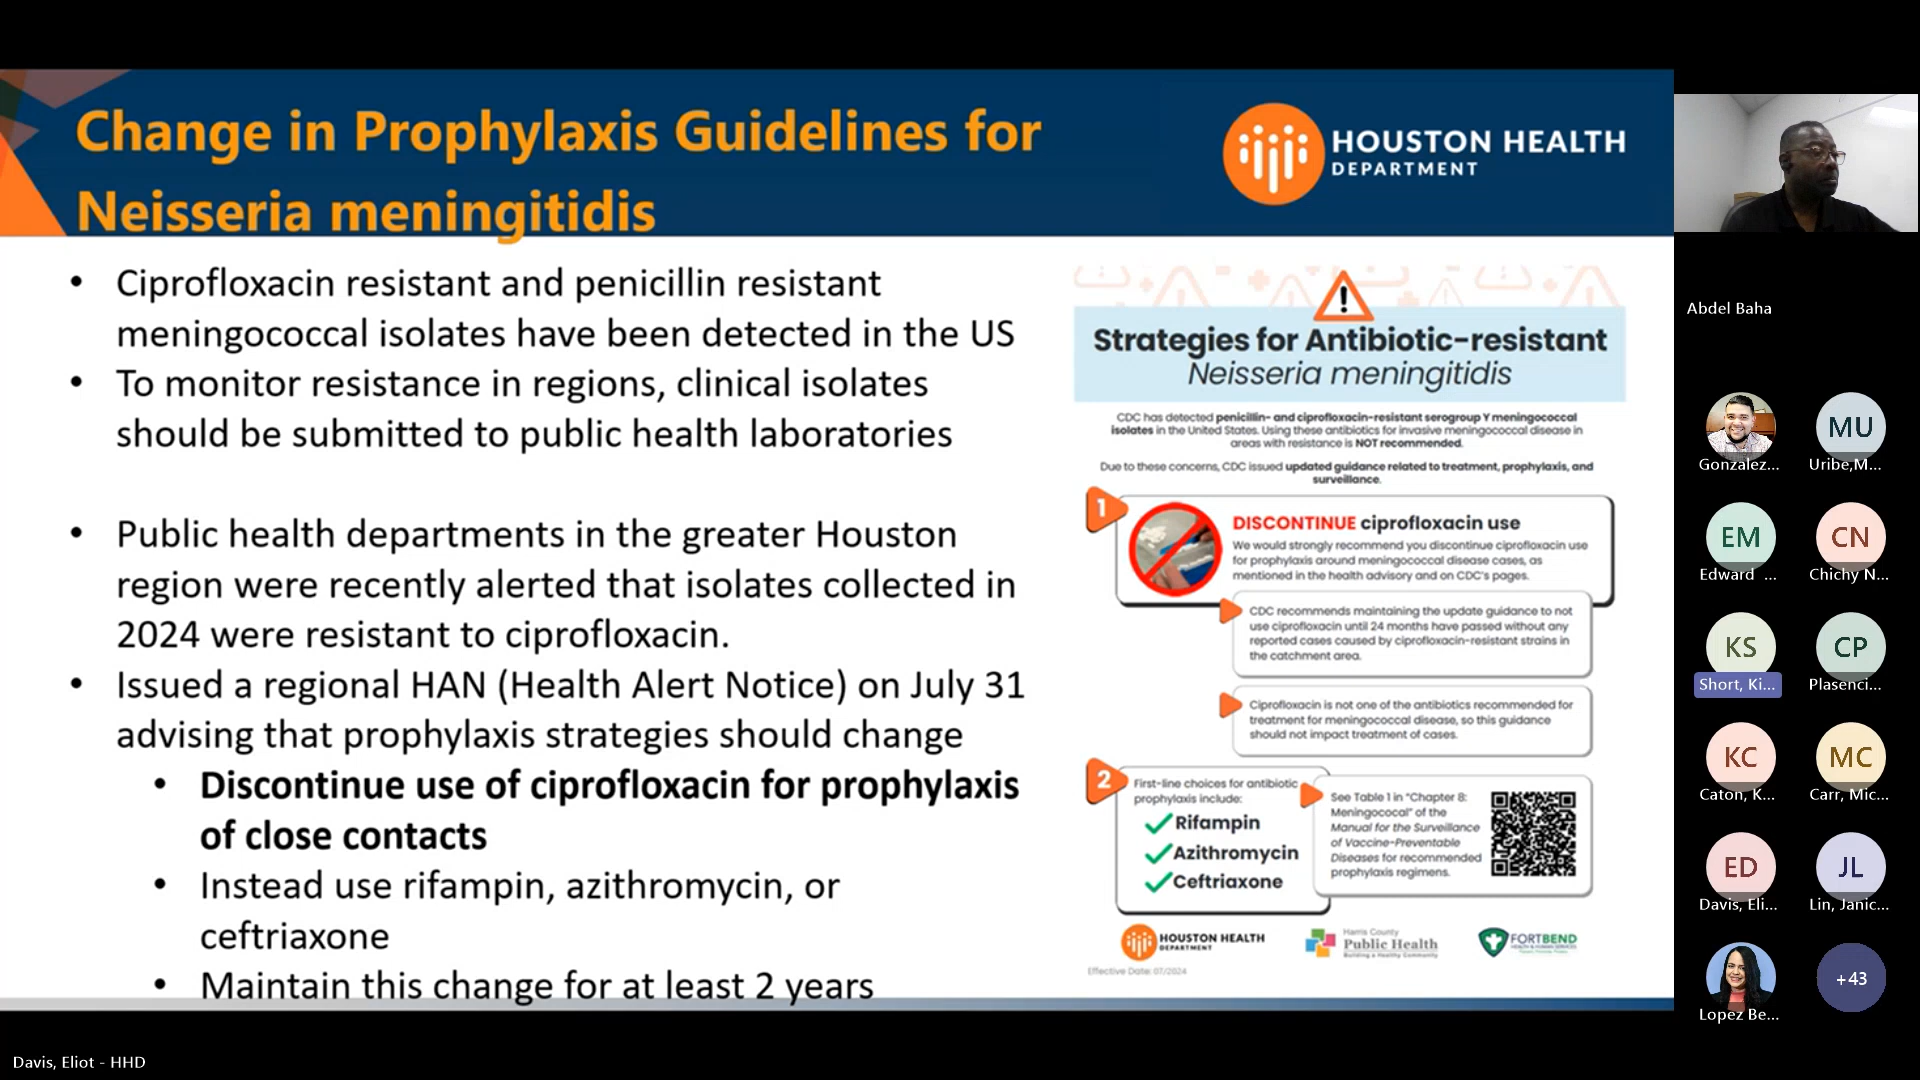 Change in Prophylaxis Guidelines for
Neisseria meningitidis
HOUSTON HEALTH
DEPARTMENT
• Ciprofloxacin resistant and penicillin resistant
meningococcal isolates have been detected in the US
• To monitor resistance in regions, clinical isolates
should be submitted to public health laboratories
• Public health departments in the greater Houston
region were recently alerted that isolates collected in
2024 were resistant to ciprofloxacin.
• Issued a regional HAN (Health Alert Notice) on July 31
advising that prophylaxis strategies should change
• Discontinue use of ciprofloxacin for prophylaxis
of close contacts
• Instead use rifampin, azithromycin, or
ceftriaxone
• Maintain this change for at least 2 years
!
Strategies for Antibiotic-resistant
Neisseria meningitidis
CDC has detected penicillin- and ciprofloxacin-resistant serogroup Y meningococcal
isolates in the United States. Using these antibiotics for invasive meningococcal disease in
areas with resistance is NOT recommended.
Due to these concerns, CDC issued updated guidance related to treatment, prophylaxis, and
surveillance.
1
DISCONTINUE ciprofloxacin use
We would strongly recommend you discontinue ciprofloxacin use
for prophylaxis around meningococcal disease cases, as
mentioned in the health advisory and on CDC's pages.
CDC recommends maintaining the update guidance to not
use ciprofloxacin until 24 months have passed without any
reported cases caused by ciprofloxacin-resistant strains in
the catchment area.
Ciprofloxacin is not one of the antibiotics recommended for
treatment for meningococcal disease, so this guidance
should not impact treatment of cases.
2
First-line choices for antibiotic
prophylaxis include:
Rifampin
Azithromycin
Ceftriaxone
See Table 1 in "Chapter 8:
Meningococal" of the
Manual for the Surveillance
of Vaccine-Preventable
Diseases for recommended
prophylaxis regimens.
HOUSTON HEALTH
DEPARTMENT
Harris County
Public Health
Building a Healthy Community
FORTBEND
Effective Date: 07/2024
Abdel Baha
Gonzalez...
MU
Uribe,M...
EM
Edward ...
CN
Chichy N...
KS
Short, Ki...
CP
Plasenci...
KC
Caton, K...
MC
Carr, Mic...
ED
Davis, Eli...
JL
Lin, Janic...
Lopez Be...
+43
Davis, Eliot - HHD